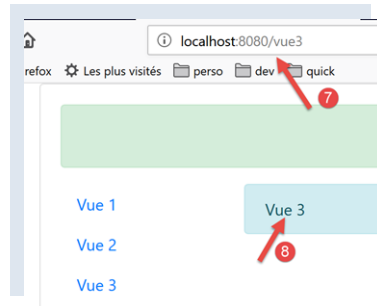 localhost:8080/vue3
refox Les plus visités perso dev quick
7
Vue 1
Vue 3
Vue 2
8
Vue 3